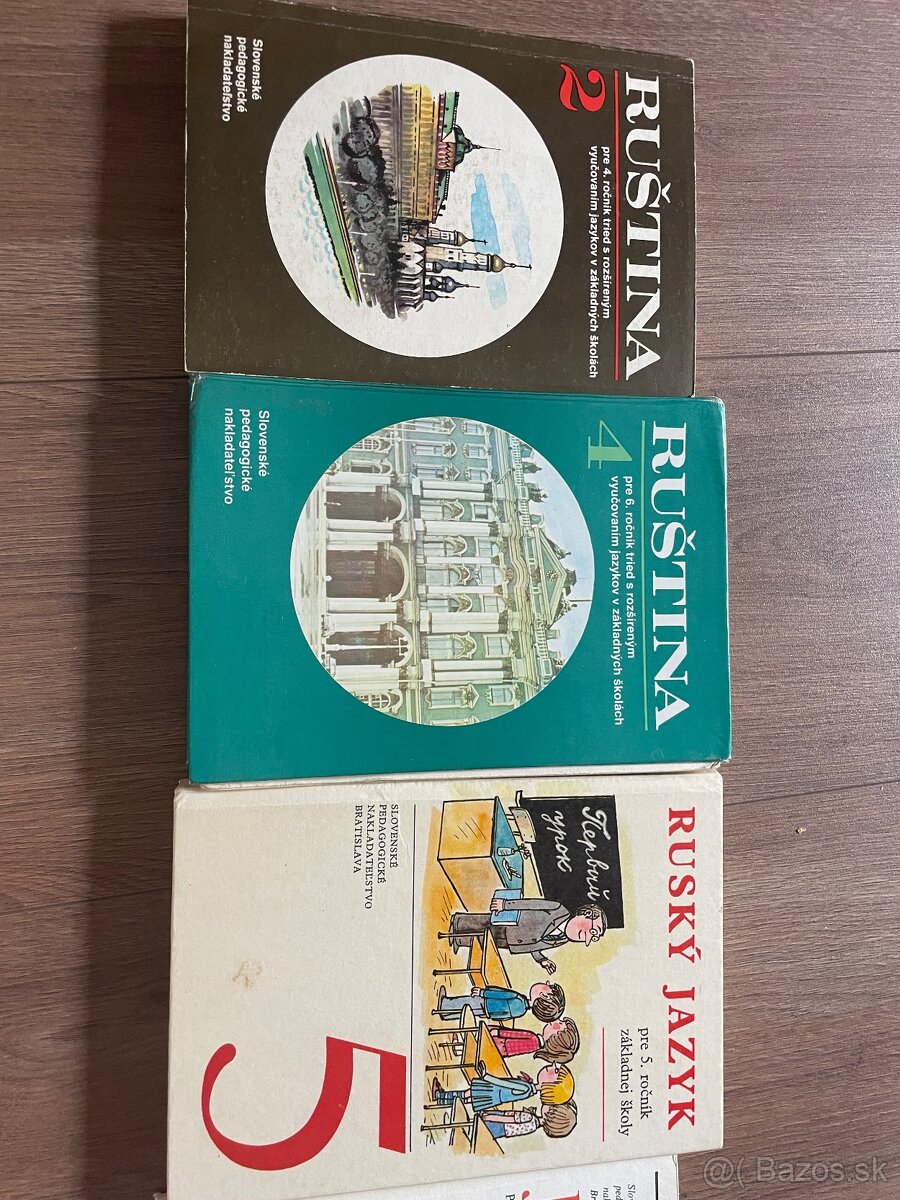 RUŠTINA
2
pre 4. ročník tried s rozšíreným
vyučovaním jazykov v základných školách
Slovenské
pedagogické
nakladateľstvo
RUŠTINA
4
pre 6. ročník tried s rozšíreným
vyučovaním jazykov v základných školách
Slovenské
pedagogické
nakladateľstvo
RUSKÝ JAZYK
pre 5. ročník
základnej školy
Первый
урок
SLOVENSKÉ
PEDAGOGICKÉ
NAKLADATEĽSTVO
BRATISLAVA
5
@( Bazos.sk